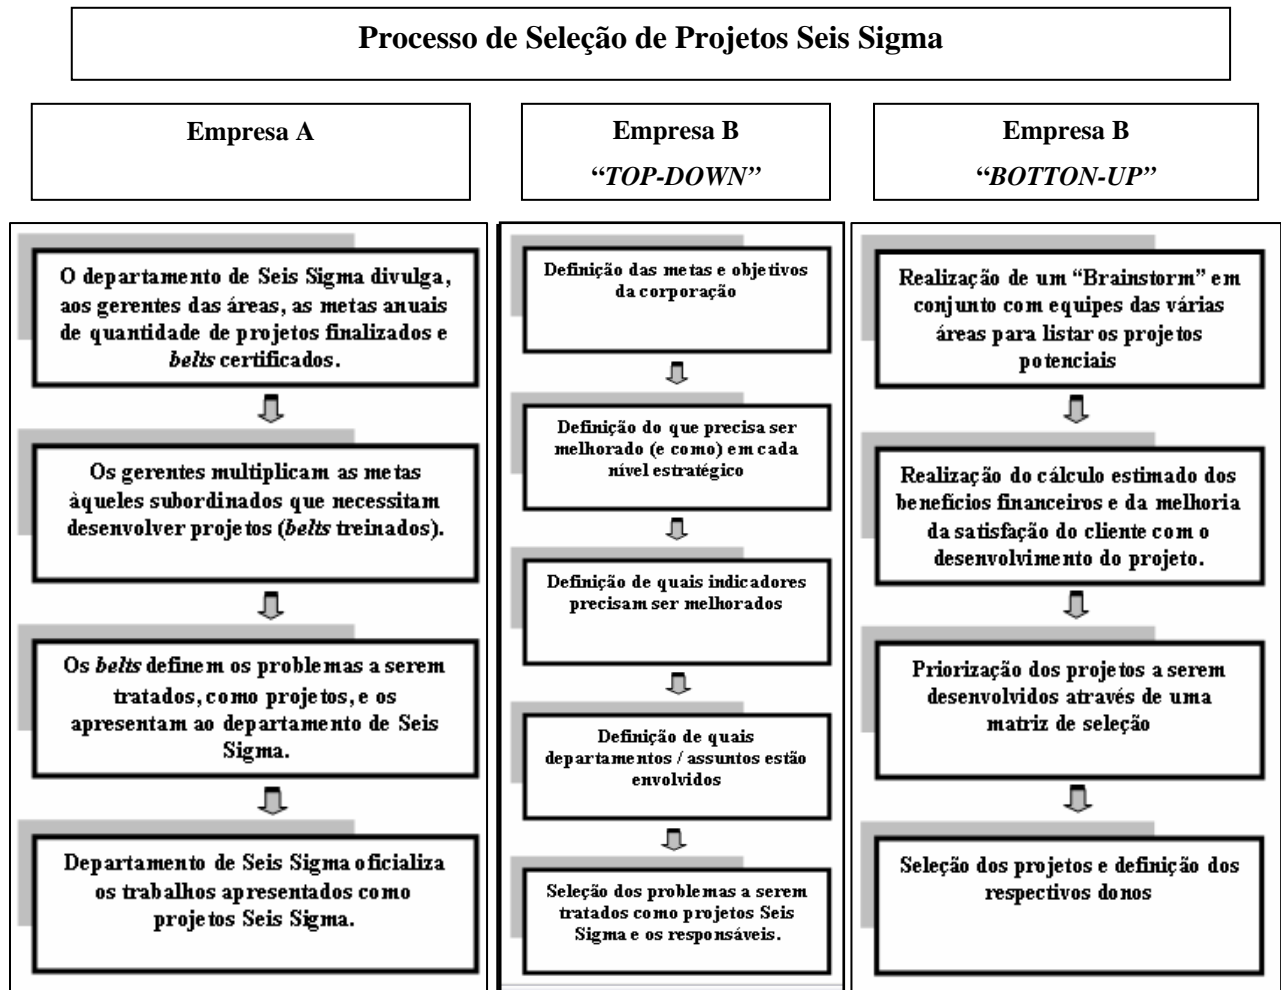 Processo de Seleção de Projetos Seis Sigma
Empresa A
Empresa B
“TOP-DOWN”
Empresa B
“BOTTON-UP”
O departamento de Seis Sigma divulga,
aos gerentes das áreas, as metas anuais
de quantidade de projetos finalizados e
belts certificados.
Os gerentes multiplicam as metas
àqueles subordinados que necessitam
desenvolver projetos (belts treinados).
Os belts definem os problemas a serem
tratados, como projetos, e os
apresentam ao departamento de Seis
Sigma.
Departamento de Seis Sigma oficializa
os trabalhos apresentados como
projetos Seis Sigma.
Definição das metas e objetivos
da corporação
Definição do que precisa ser
melhorado (e como) em cada
nível estratégico
Definição de quais indicadores
precisam ser melhorados
Definição de quais
departamentos / assuntos estão
envolvidos
Seleção dos problemas a serem
tratados como projetos Seis
Sigma e os responsáveis.
Realização de um “Brainstorm” em
conjunto com equipes das várias
áreas para listar os projetos
potenciais
Realização do cálculo estimado dos
benefícios financeiros e da melhoria
da satisfação do cliente com o
desenvolvimento do projeto.
Priorização dos projetos a serem
desenvolvidos através de uma
matriz de seleção
Seleção dos projetos e definição dos
respectivos donos